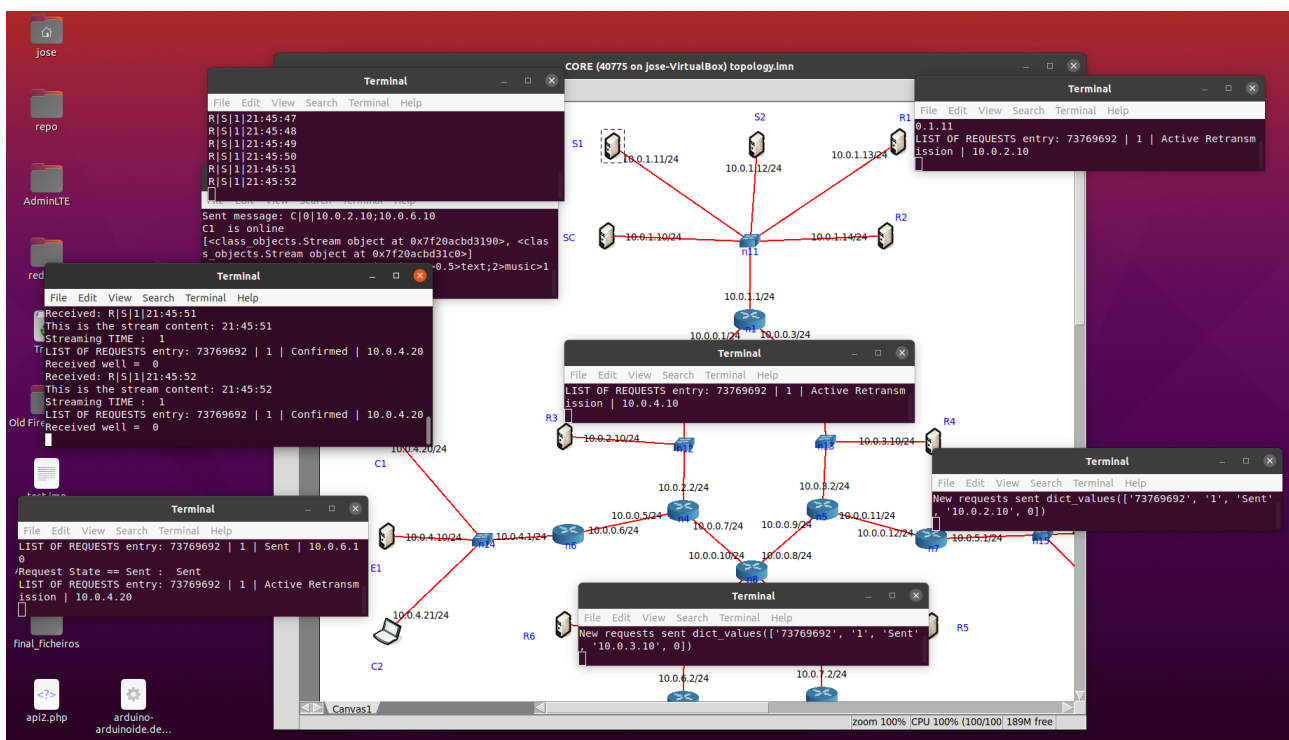 jose
repo
AdminLTE
red
Tr
Old Fire
final_ficheiros
api2.php
arduino-
arduinoide.de...
CORE (40775 on jose-VirtualBox) topology.imn
Terminal
File Edit View Search Terminal Help
R|S|1|21:45:47
R|S|1|21:45:48
R|S|1|21:45:49
R|S|1|21:45:50
R|S|1|21:45:51
R|S|1|21:45:52
Sent message: C|0|10.0.2.10;10.0.6.10
C1  is online
[<class_objects.Stream object at 0x7f20acbd3190>, <clas
s_objects.Stream object at 0x7f20acbd31c0>]
>0.5>text;2>music>1
Terminal
File Edit View Search Terminal Help
Received: R|S|1|21:45:51
This is the stream content: 21:45:51
Streaming TIME :  1
LIST OF REQUESTS entry: 73769692 | 1 | Confirmed | 10.0.4.20
Received well =  0
Received: R|S|1|21:45:52
This is the stream content: 21:45:52
Streaming TIME :  1
LIST OF REQUESTS entry: 73769692 | 1 | Confirmed | 10.0.4.20
Received well =  0
Terminal
File Edit View Search Terminal Help
LIST OF REQUESTS entry: 73769692 | 1 | Sent | 10.0.6.1
0
Request State == Sent :  Sent
LIST OF REQUESTS entry: 73769692 | 1 | Active Retransm
ission | 10.0.4.20
Terminal
File Edit View Search Terminal Help
0.1.11
LIST OF REQUESTS entry: 73769692 | 1 | Active Retransm
ission | 10.0.2.10
Terminal
File Edit View Search Terminal Help
LIST OF REQUESTS entry: 73769692 | 1 | Active Retransm
ission | 10.0.4.10
Terminal
File Edit View Search Terminal Help
New requests sent dict_values(['73769692', '1', 'Sent'
, '10.0.2.10', 0])
Terminal
File Edit View Search Terminal Help
New requests sent dict_values(['73769692', '1', 'Sent'
, '10.0.3.10', 0])
S1
10.0.1.11/24
S2
10.0.1.12/24
R1
10.0.1.13/24
SC
10.0.1.10/24
R2
10.0.1.14/24
n11
10.0.1.1/24
n1
10.0.0.1/24
10.0.0.3/24
R3
10.0.2.10/24
n12
n13
10.0.3.10/24
R4
10.0.4.20/24
C1
10.0.2.2/24
10.0.3.2/24
10.0.0.5/24
n4
10.0.0.7/24
10.0.0.9/24
n5
10.0.0.11/24
10.0.4.10/24
E1
n14
10.0.4.1/24
n6
10.0.0.6/24
10.0.0.12/24
n7
10.0.5.1/24
n15
10.0.0.10/24
10.0.0.8/24
n8
10.0.4.21/24
C2
R6
R5
10.0.6.2/24
10.0.7.2/24
Canvas1
zoom 100%
CPU 100% (100/100
189M free